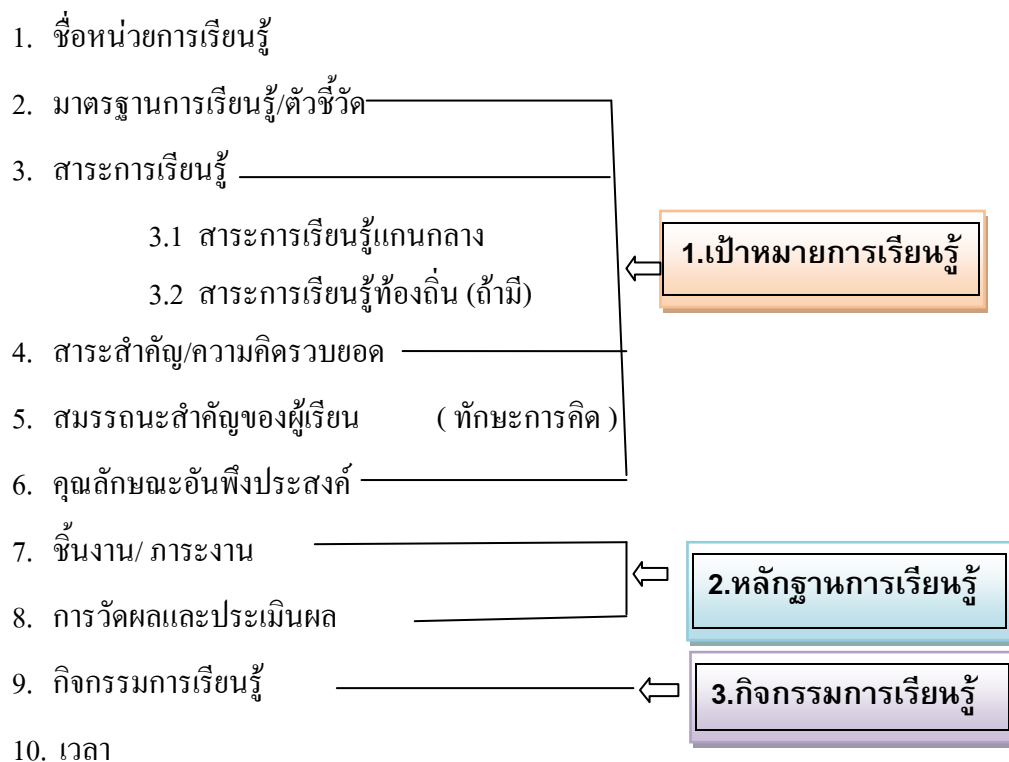 1. ชื่อหน่วยการเรียนรู้
2. มาตรฐานการเรียนรู้/ตัวชี้วัด
3. สาระการเรียนรู้
3.1 สาระการเรียนรู้แกนกลาง
1.เป้าหมายการเรียนรู้
3.2 สาระการเรียนรู้ท้องถิ่น (ถ้ามี)
4. สาระสำคัญ/ความคิดรวบยอด
5. สมรรถนะสำคัญของผู้เรียน ( ทักษะการคิด )
6. คุณลักษณะอันพึงประสงค์
7. ชิ้นงาน/ ภาระงาน
2.หลักฐานการเรียนรู้
8. การวัดผลและประเมินผล
9. กิจกรรมการเรียนรู้
3.กิจกรรมการเรียนรู้
10. เวลา